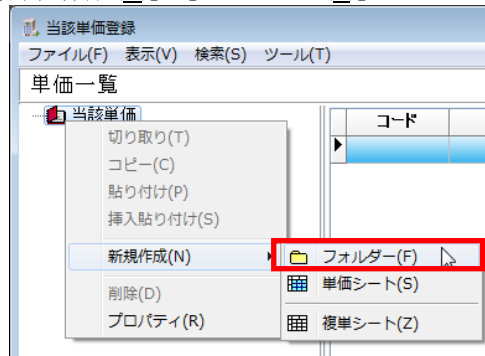 当該単価登録
ファイル(F) 表示(V) 検索(S) ツール(T)
単価一覧
当該単価
コード
切り取り(T)
コピー(C)
貼り付け(P)
挿入貼り付け(S)
新規作成(N)
フォルダー(F)
単価シート(S)
削除(D)
プロパティ(R)
複単シート(Z)